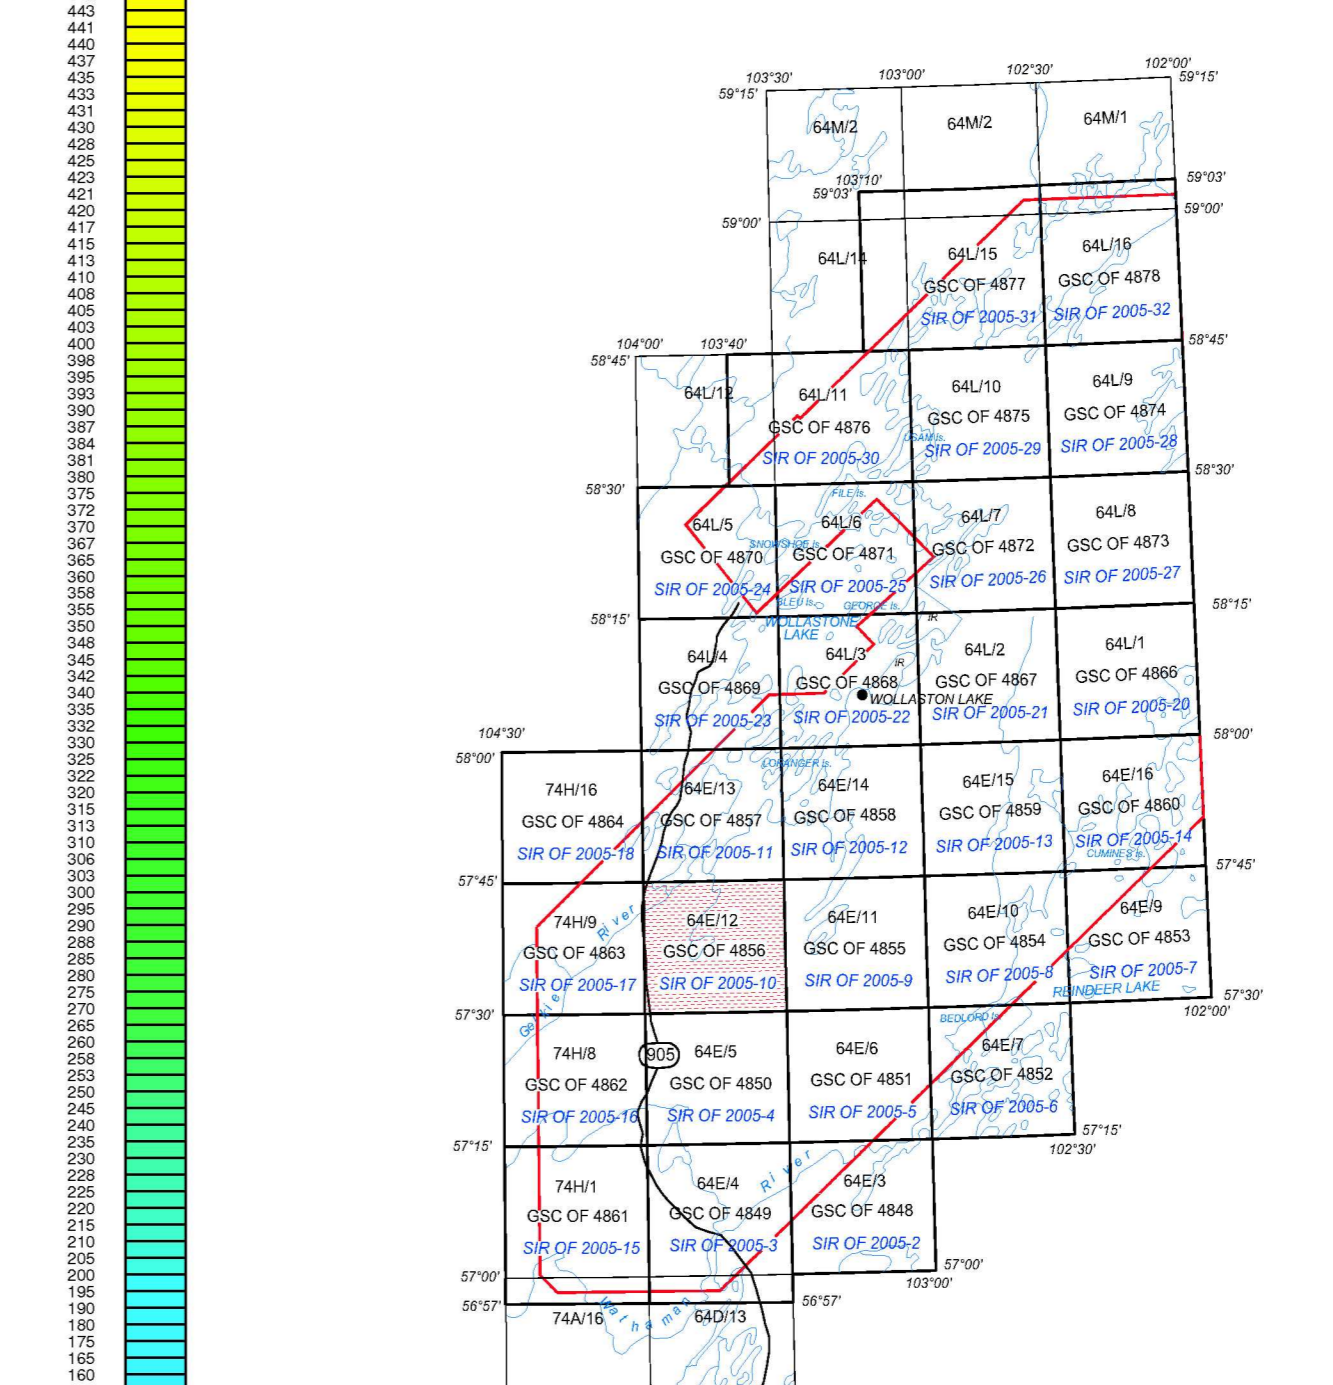 443
441
440
437
435
433
431
430
428
425
423
421
420
417
415
413
410
408
405
403
400
398
395
393
390
387
384
381
380
375
372
370
367
365
360
358
355
350
348
345
342
340
335
332
330
325
322
320
315
313
310
306
303
300
295
290
288
285
280
275
270
265
260
258
253
250
245
240
235
230
228
225
220
215
210
205
200
195
190
180
175
165
160
103°30' 103°00' 102°30' 102°00'
59°15' 59°15'
64M/2 64M/2 64M/1
103°10'
59°03' 59°03'
59°00' 59°00'
64L/14
64L/15
GSC OF 4877
SIR OF 2005-31
64L/16
GSC OF 4878
SIR OF 2005-32
104°00' 103°40'
58°45' 58°45'
64L/12
64L/11
GSC OF 4876
SIR OF 2005-30
64L/10
GSC OF 4875
USAM Is.
SIR OF 2005-29
64L/9
GSC OF 4874
SIR OF 2005-28
58°30' 58°30'
FILE Is.
64L/5
GSC OF 4870
SIR OF 2005-24
SNOWSHOE Is.
64L/6
GSC OF 4871
SIR OF 2005-25
64L/7
GSC OF 4872
SIR OF 2005-26
64L/8
GSC OF 4873
SIR OF 2005-27
BLEU Is. GEORGE Is.
58°15' 58°15'
WOLLASTONE
LAKE
IR
IR
64L/4
GSC OF 4869
SIR OF 2005-23
64L/3
GSC OF 4868
SIR OF 2005-22
WOLLASTON LAKE
64L/2
GSC OF 4867
SIR OF 2005-21
64L/1
GSC OF 4866
SIR OF 2005-20
104°30'
58°00' 58°00'
LORANGER Is.
74H/16
GSC OF 4864
SIR OF 2005-18
64E/13
GSC OF 4857
SIR OF 2005-11
64E/14
GSC OF 4858
SIR OF 2005-12
64E/15
GSC OF 4859
SIR OF 2005-13
64E/16
GSC OF 4860
SIR OF 2005-14
CUMINES Is.
57°45' 57°45'
74H/9
GSC OF 4863
SIR OF 2005-17
River
64E/12
GSC OF 4856
SIR OF 2005-10
64E/11
GSC OF 4855
SIR OF 2005-9
64E/10
GSC OF 4854
SIR OF 2005-8
64E/9
GSC OF 4853
SIR OF 2005-7
REINDEER LAKE
57°30' 57°30'
102°00'
BEDLORD Is.
74H/8
GSC OF 4862
SIR OF 2005-16
905
64E/5
GSC OF 4850
SIR OF 2005-4
64E/6
GSC OF 4851
SIR OF 2005-5
64E/7
GSC OF 4852
SIR OF 2005-6
57°15' 57°15'
102°30'
74H/1
GSC OF 4861
SIR OF 2005-15
64E/4
GSC OF 4849
SIR OF 2005-3
River
64E/3
GSC OF 4848
SIR OF 2005-2
57°00' 57°00'
103°00'
56°57' 56°57'
Wathaman
74A/16 64D/13